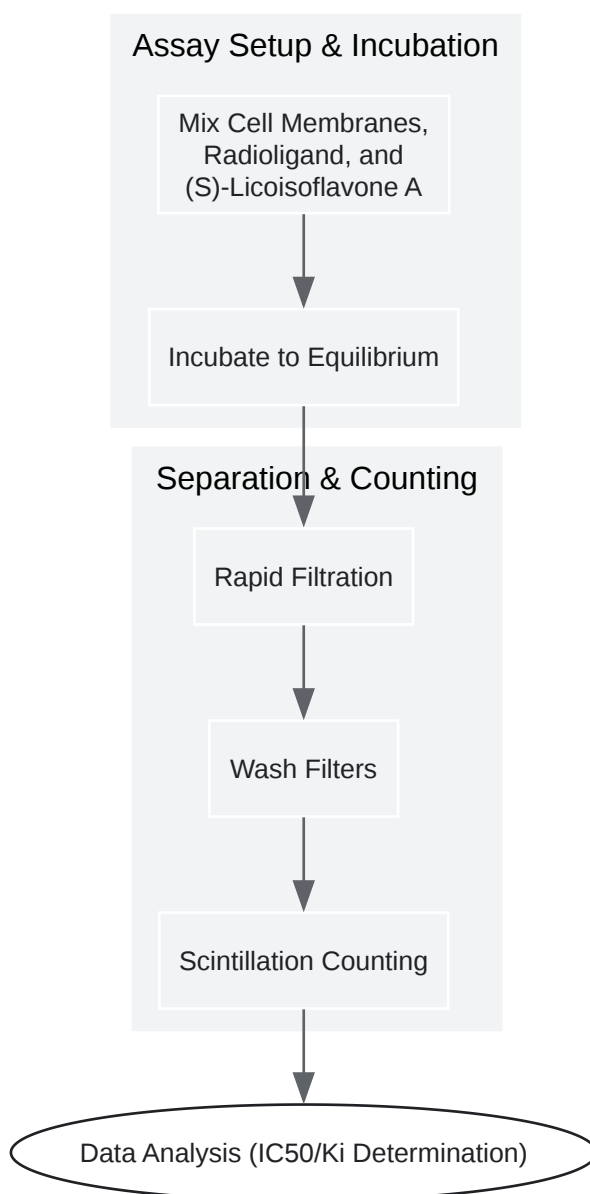 Assay Setup & Incubation
Mix Cell Membranes,
Radioligand, and
(S)-Licoisoflavone A
Incubate to Equilibrium
Separation & Counting
Rapid Filtration
Wash Filters
Scintillation Counting
Data Analysis (IC50/Ki Determination)